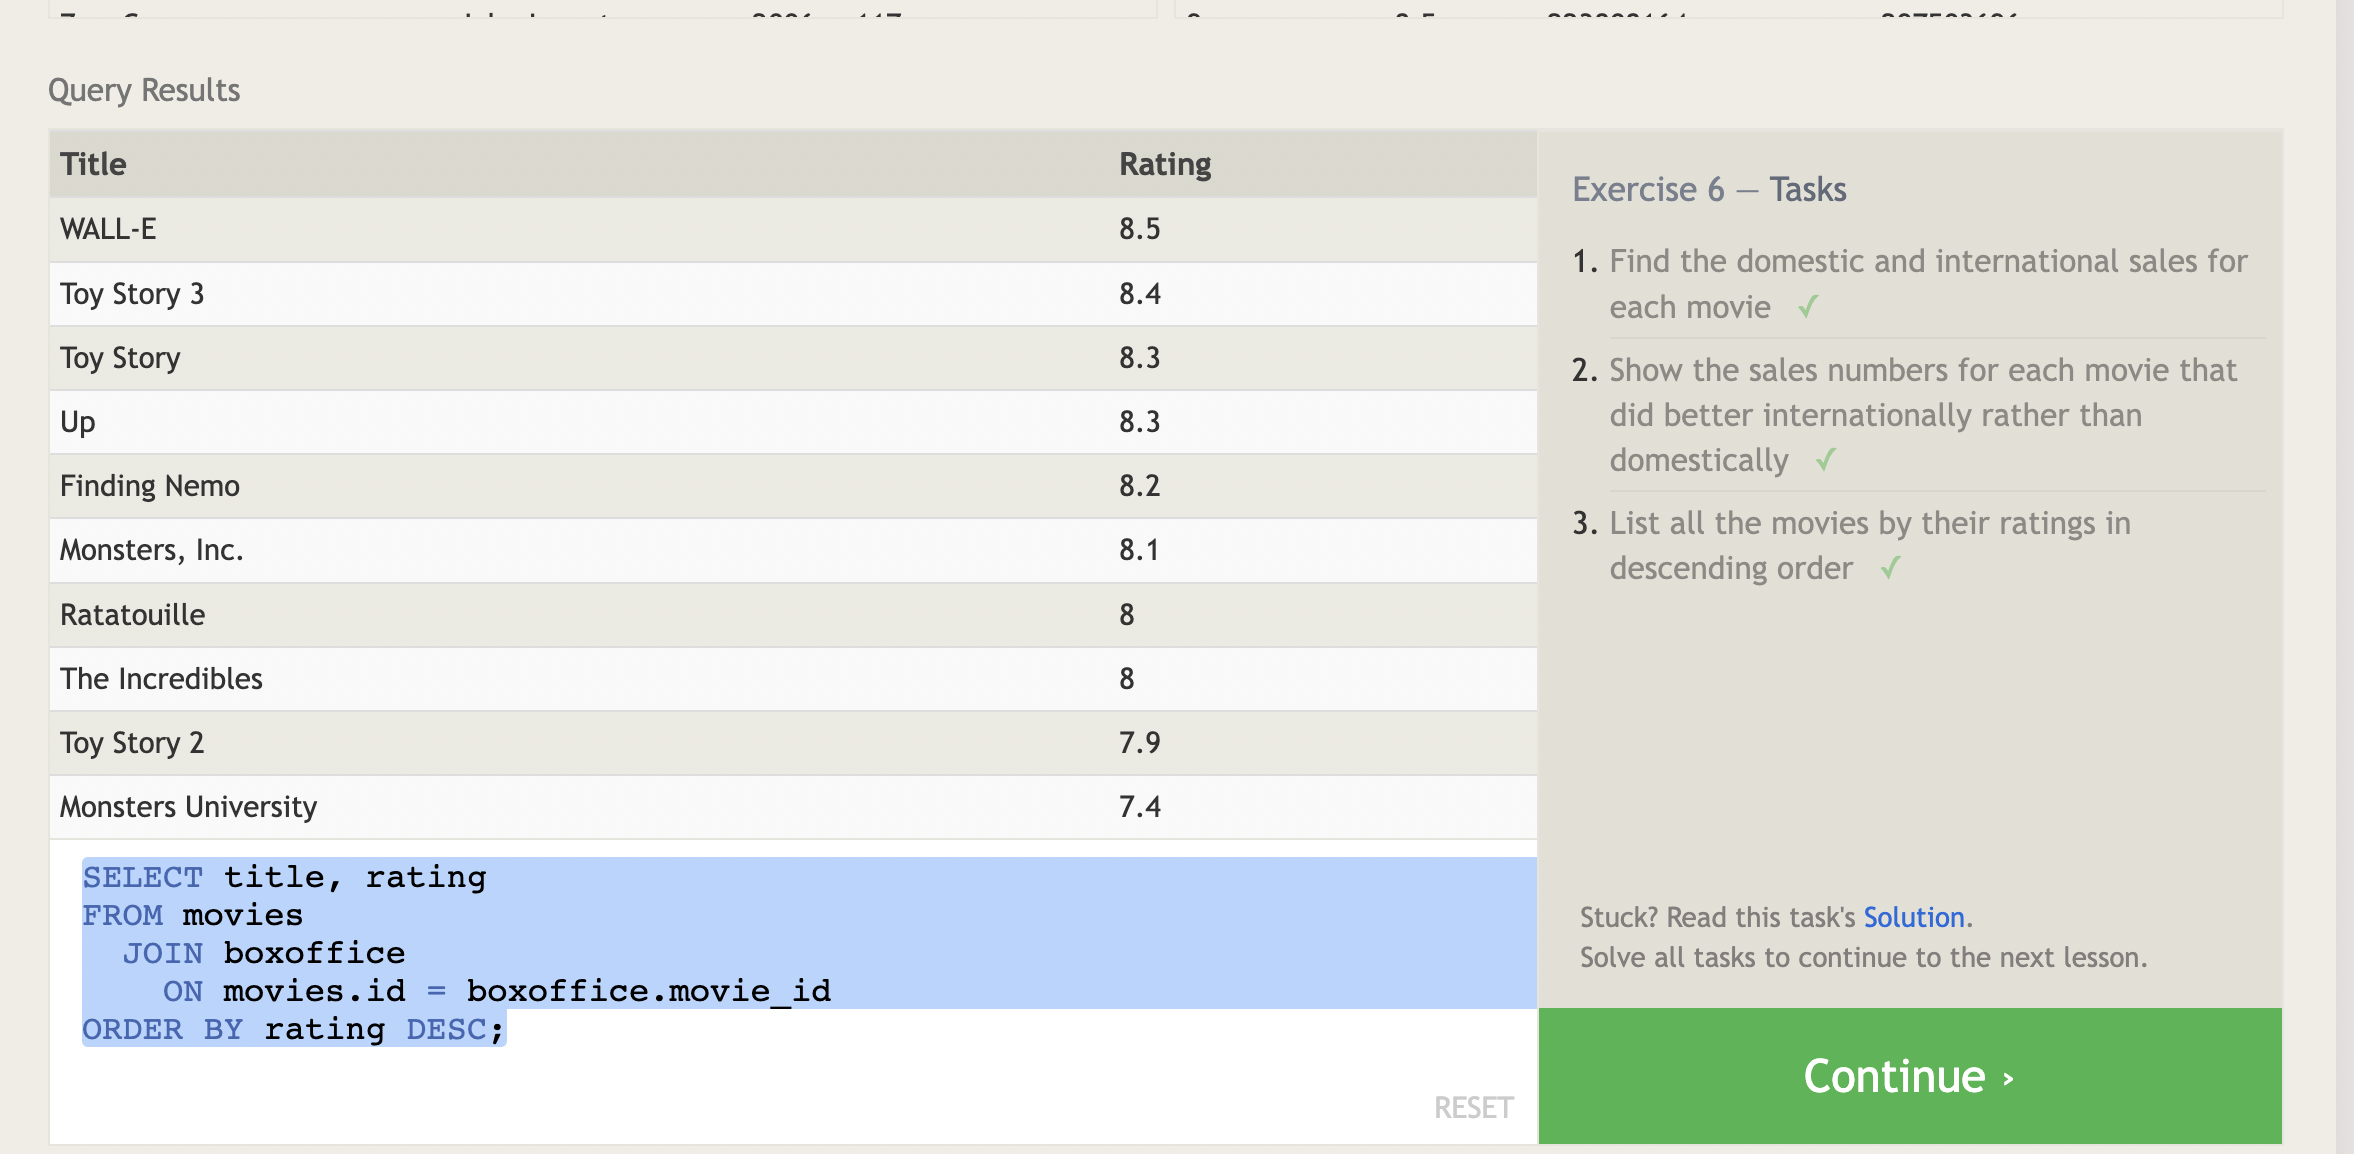 Query Results
Title Rating
WALL-E 8.5
Toy Story 3 8.4
Toy Story 8.3
Up 8.3
Finding Nemo 8.2
Monsters, Inc. 8.1
Ratatouille 8
The Incredibles 8
Toy Story 2 7.9
Monsters University 7.4
SELECT title, rating
FROM movies
JOIN boxoffice
ON movies.id = boxoffice.movie_id
ORDER BY rating DESC;
RESET
Exercise 6 — Tasks
1. Find the domestic and international sales for
each movie ✓
2. Show the sales numbers for each movie that
did better internationally rather than
domestically ✓
3. List all the movies by their ratings in
descending order ✓
Stuck? Read this task's Solution.
Solve all tasks to continue to the next lesson.
Continue ›